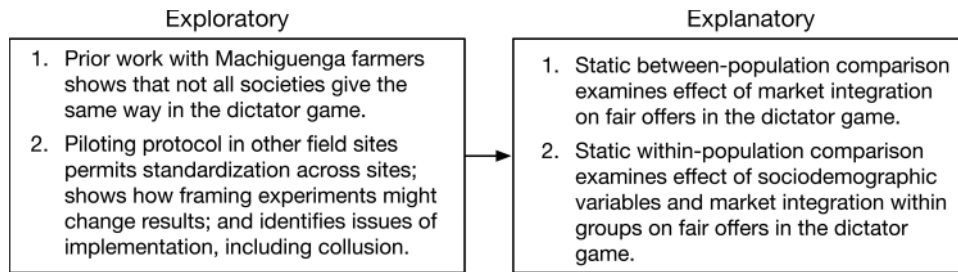 Exploratory
1. Prior work with Machiguenga farmers
shows that not all societies give the
same way in the dictator game.
2. Piloting protocol in other field sites
permits standardization across sites;
shows how framing experiments might
change results; and identifies issues of
implementation, including collusion.
Explanatory
1. Static between-population comparison
examines effect of market integration
on fair offers in the dictator game.
2. Static within-population comparison
examines effect of sociodemographic
variables and market integration within
groups on fair offers in the dictator
game.